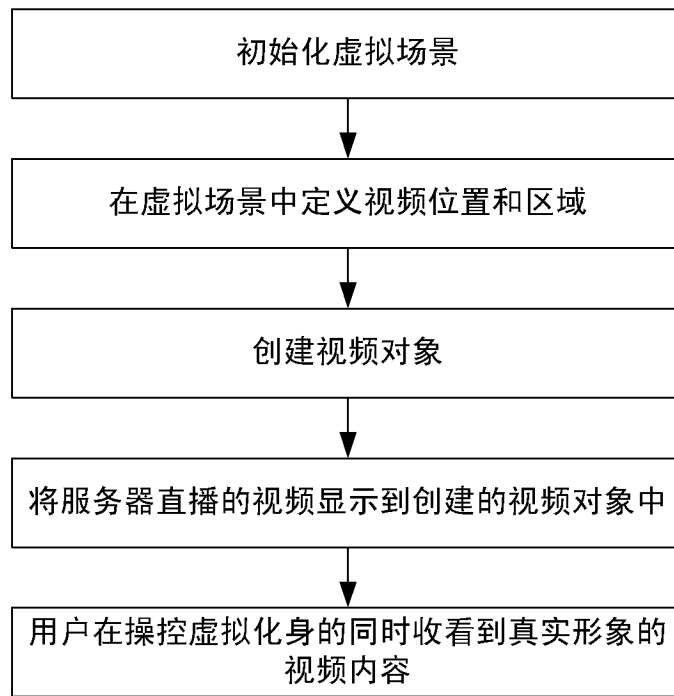 初始化虚拟场景
在虚拟场景中定义视频位置和区域
创建视频对象
将服务器直播的视频显示到创建的视频对象中
用户在操控虚拟化身的同时收看到真实形象的
视频内容